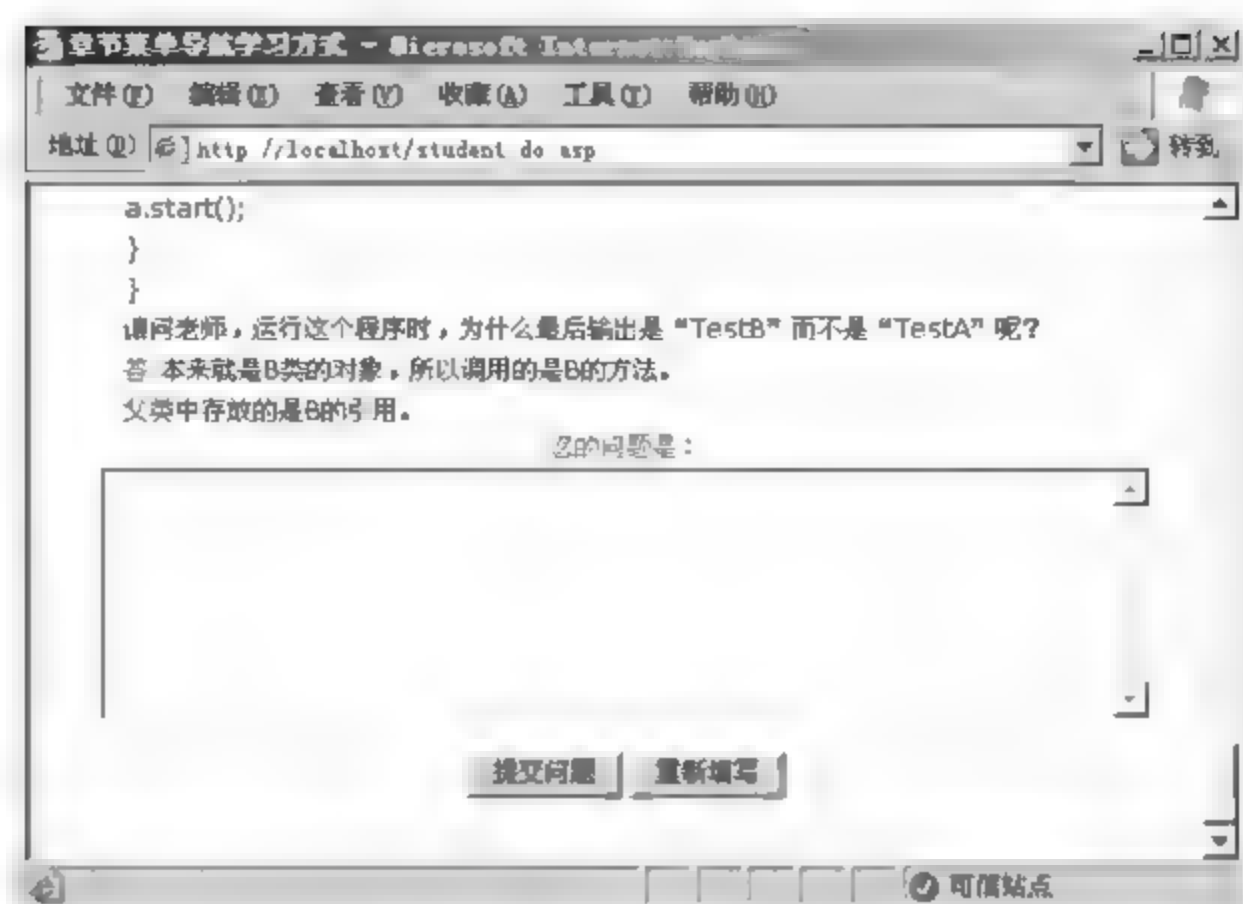 章节菜单导航学习方式 - Microsoft Internet
文件(F) 编辑(E) 查看(V) 收藏(A) 工具(T) 帮助(H)
地址(D) http //localhost/student do asp 转到
a.start();
}
}
请问老师，运行这个程序时，为什么最后输出是“TestB”而不是“TestA”呢？
答 本来就是B类的对象，所以调用的是B的方法。
父类中存放的是B的引用。
您的问题是：
提交问题 重新填写
可信站点